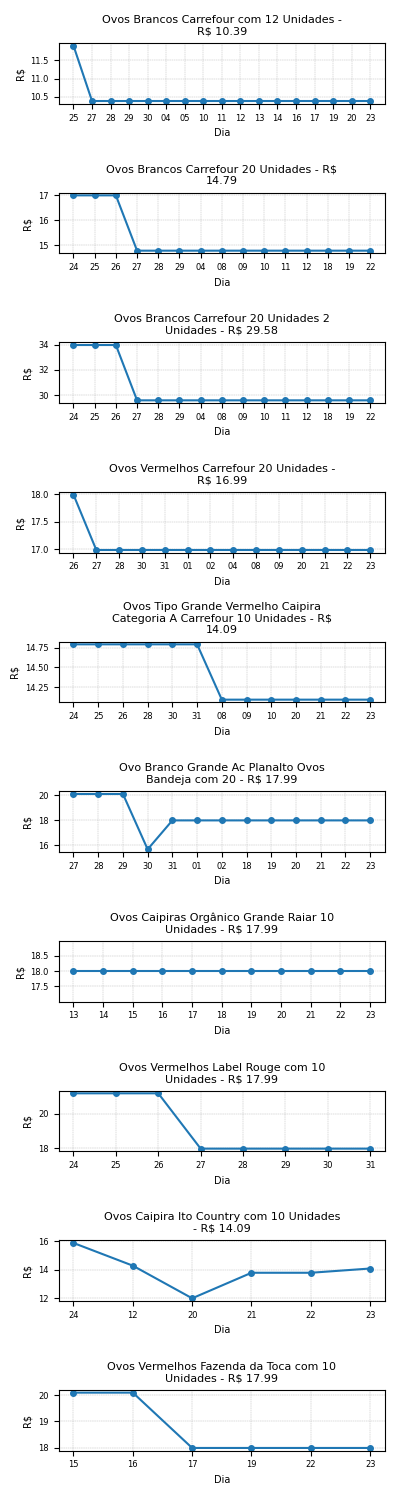 Ovos Brancos Carrefour com 12 Unidades -
R$ 10.39
11.5
11.0
10.5
R$
25 27 28 29 30 04 05 10 11 12 13 14 16 17 19 20 23
Dia
Ovos Brancos Carrefour 20 Unidades - R$
14.79
17
16
15
R$
24 25 26 27 28 29 04 08 09 10 11 12 18 19 22
Dia
Ovos Brancos Carrefour 20 Unidades 2
Unidades - R$ 29.58
34
32
30
R$
24 25 26 27 28 29 04 08 09 10 11 12 18 19 22
Dia
Ovos Vermelhos Carrefour 20 Unidades -
R$ 16.99
18.0
17.5
17.0
R$
26 27 28 30 31 01 02 04 08 09 20 21 22 23
Dia
Ovos Tipo Grande Vermelho Caipira
Categoria A Carrefour 10 Unidades - R$
14.09
14.75
14.50
14.25
R$
24 25 26 28 30 31 08 09 10 20 21 22 23
Dia
Ovo Branco Grande Ac Planalto Ovos
Bandeja com 20 - R$ 17.99
20
18
16
R$
27 28 29 30 31 01 02 18 19 20 21 22 23
Dia
Ovos Caipiras Orgânico Grande Raiar 10
Unidades - R$ 17.99
18.5
18.0
17.5
R$
13 14 15 16 17 18 19 20 21 22 23
Dia
Ovos Vermelhos Label Rouge com 10
Unidades - R$ 17.99
20
18
R$
24 25 26 27 28 29 30 31
Dia
Ovos Caipira Ito Country com 10 Unidades
- R$ 14.09
16
14
12
R$
24 12 20 21 22 23
Dia
Ovos Vermelhos Fazenda da Toca com 10
Unidades - R$ 17.99
20
19
18
R$
15 16 17 19 22 23
Dia